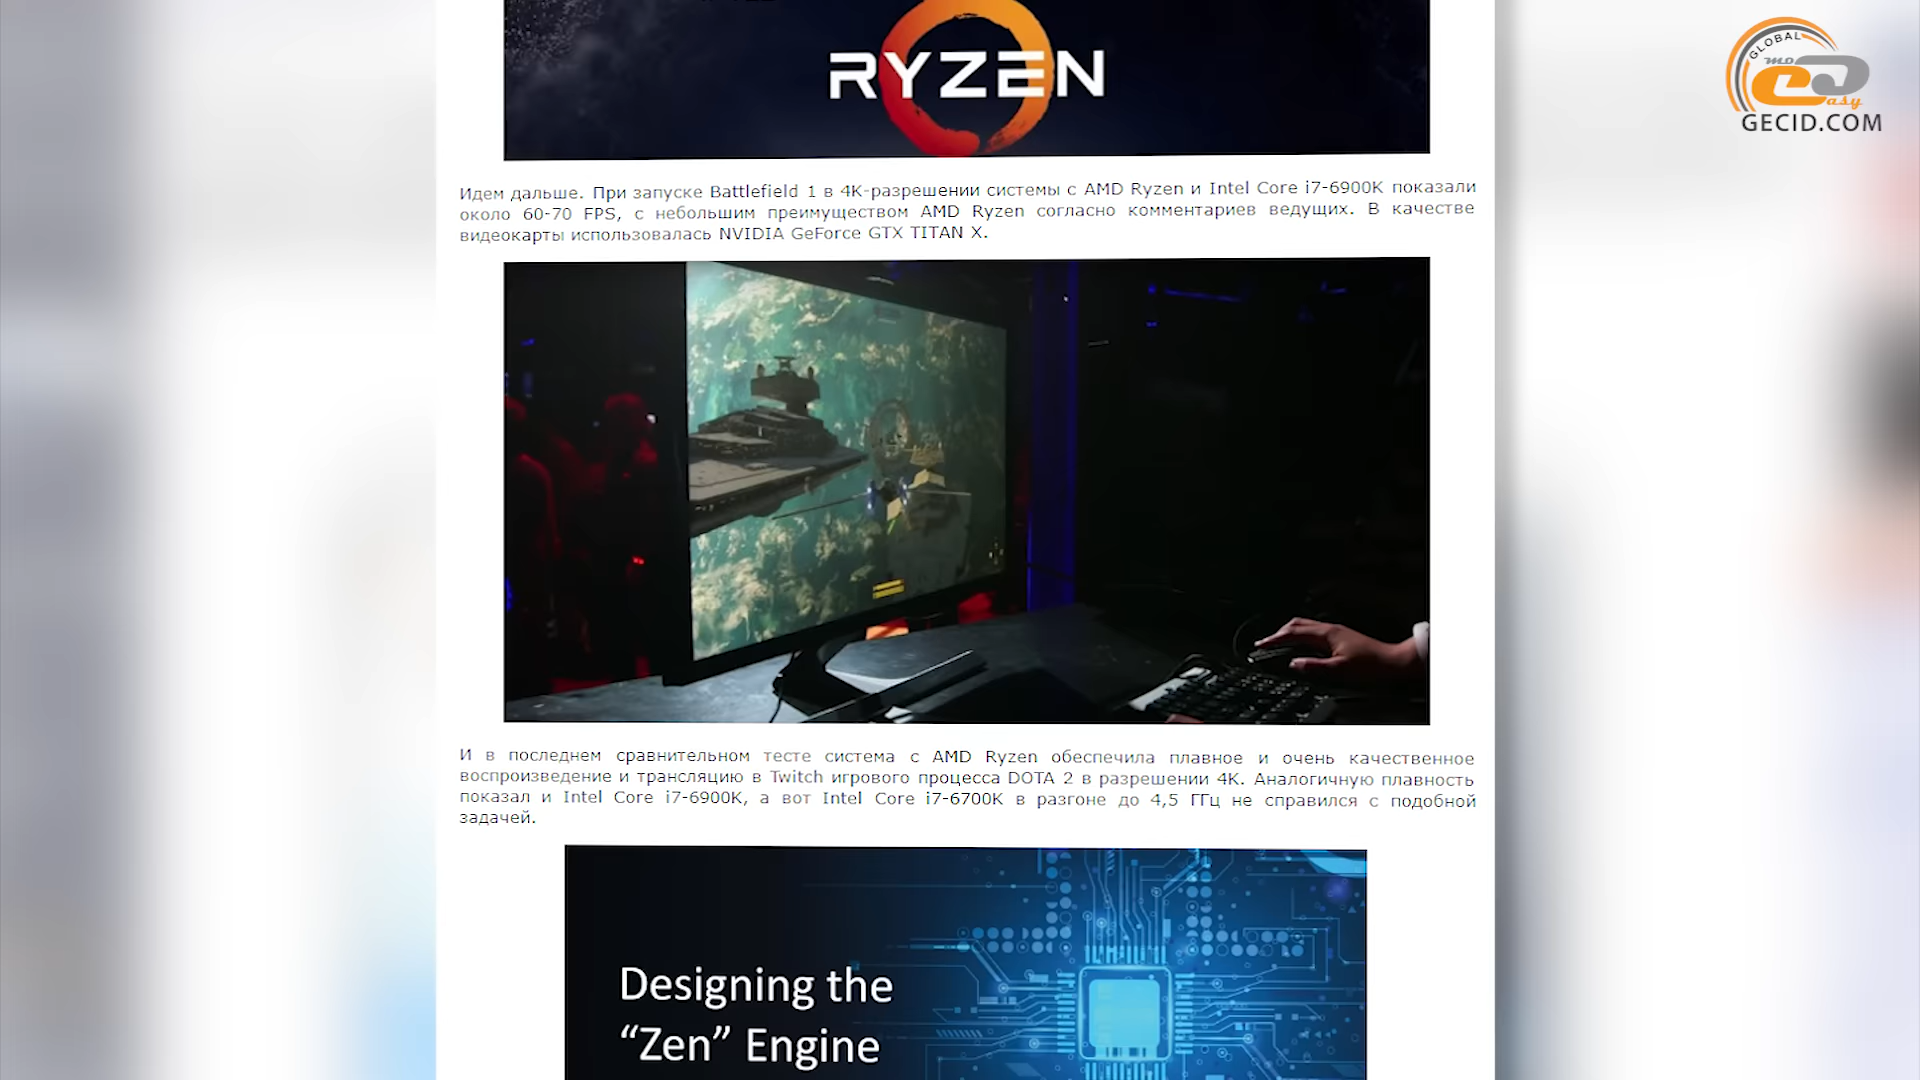 RYZEN
GLOBAL
mo
easy
GECID.COM
Идем дальше. При запуске Battlefield 1 в 4K-разрешении системы с AMD Ryzen и Intel Core i7-6900K показали
около 60-70 FPS, с небольшим преимуществом AMD Ryzen согласно комментариев ведущих. В качестве
видеокарты использовалась NVIDIA GeForce GTX TITAN X.
И в последнем сравнительном тесте система с AMD Ryzen обеспечила плавное и очень качественное
воспроизведение и трансляцию в Twitch игрового процесса DOTA 2 в разрешении 4K. Аналогичную плавность
показал и Intel Core i7-6900K, а вот Intel Core i7-6700K в разгоне до 4,5 ГГц не справился с подобной
задачей.
Designing the
“Zen” Engine